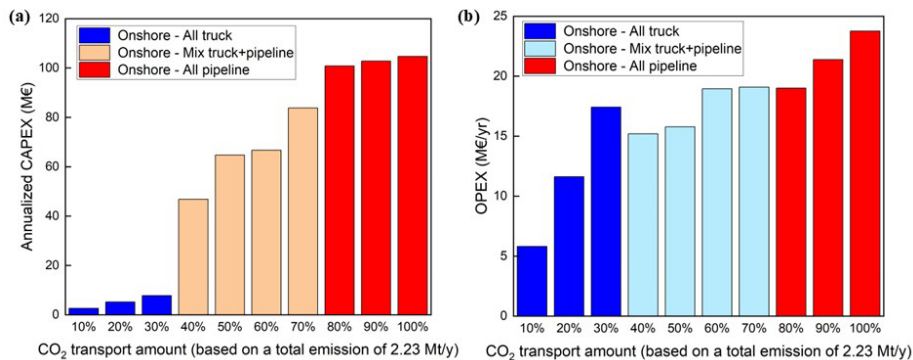 (a)
Annualized CAPEX (M€)
120
100
80
60
40
20
0
Onshore - All truck
Onshore - Mix truck+pipeline
Onshore - All pipeline
10% 20% 30% 40% 50% 60% 70% 80% 90% 100%
CO₂ transport amount (based on a total emission of 2.23 Mt/y)
(b)
OPEX (M€/yr)
25
20
15
10
5
0
Onshore - All truck
Onshore - Mix truck+pipeline
Onshore - All pipeline
10% 20% 30% 40% 50% 60% 70% 80% 90% 100%
CO₂ transport amount (based on a total emission of 2.23 Mt/y)